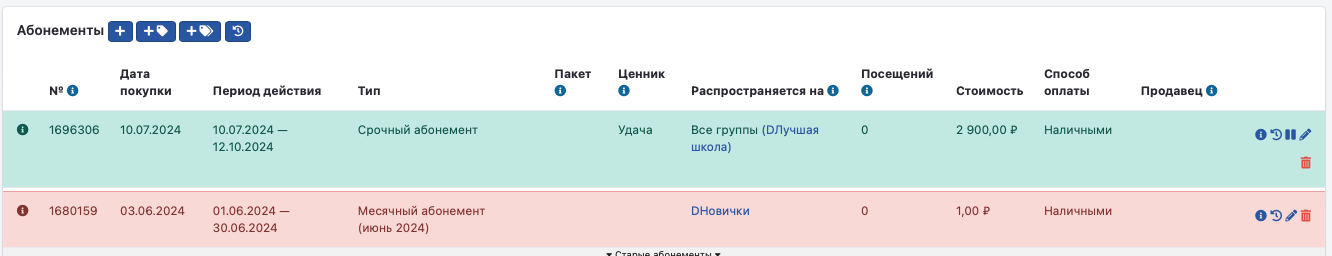 Абонементы
Дата Пакет Ценник Посещений Способ
№ покупки Период действия Тип Распространяется на Стоимость оплаты Продавец
1696306 10.07.2024 10.07.2024 — Срочный абонемент Удача Все группы (DЛучшая 0 2 900,00 ₽ Наличными
12.10.2024 школа)
1680159 03.06.2024 01.06.2024 — Месячный абонемент DНовички 0 1,00 ₽ Наличными
30.06.2024 (июнь 2024)
Старые абонементы